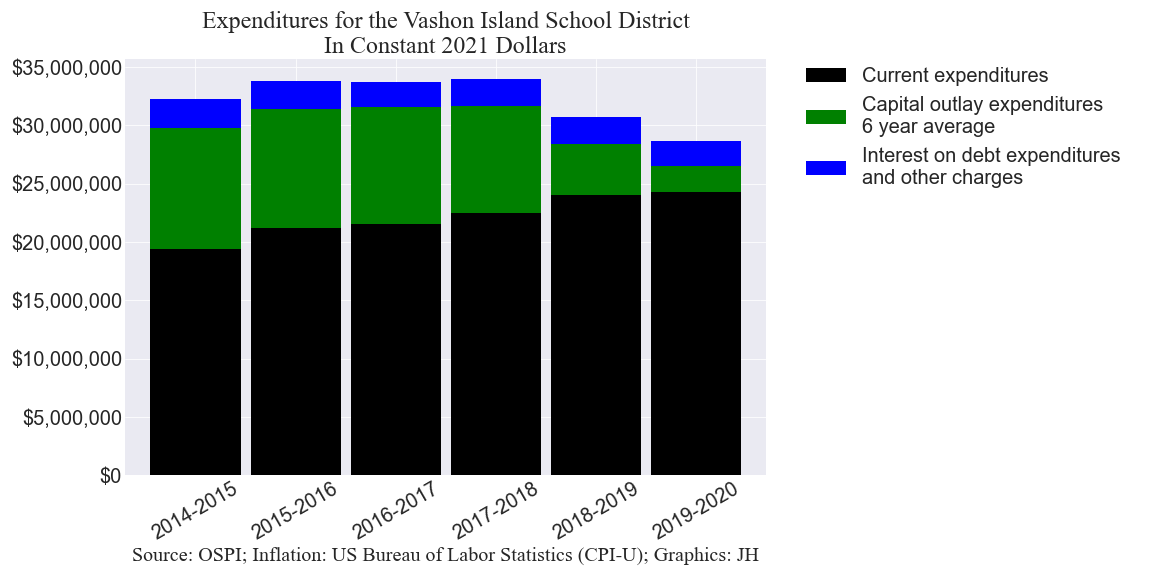 Expenditures for the Vashon Island School District
In Constant 2021 Dollars
$35,000,000
$30,000,000
$25,000,000
$20,000,000
$15,000,000
$10,000,000
$5,000,000
$0
2014-2015
2015-2016
2016-2017
2017-2018
2018-2019
2019-2020
Source: OSPI; Inflation: US Bureau of Labor Statistics (CPI-U); Graphics: JH
Current expenditures
Capital outlay expenditures
6 year average
Interest on debt expenditures
and other charges